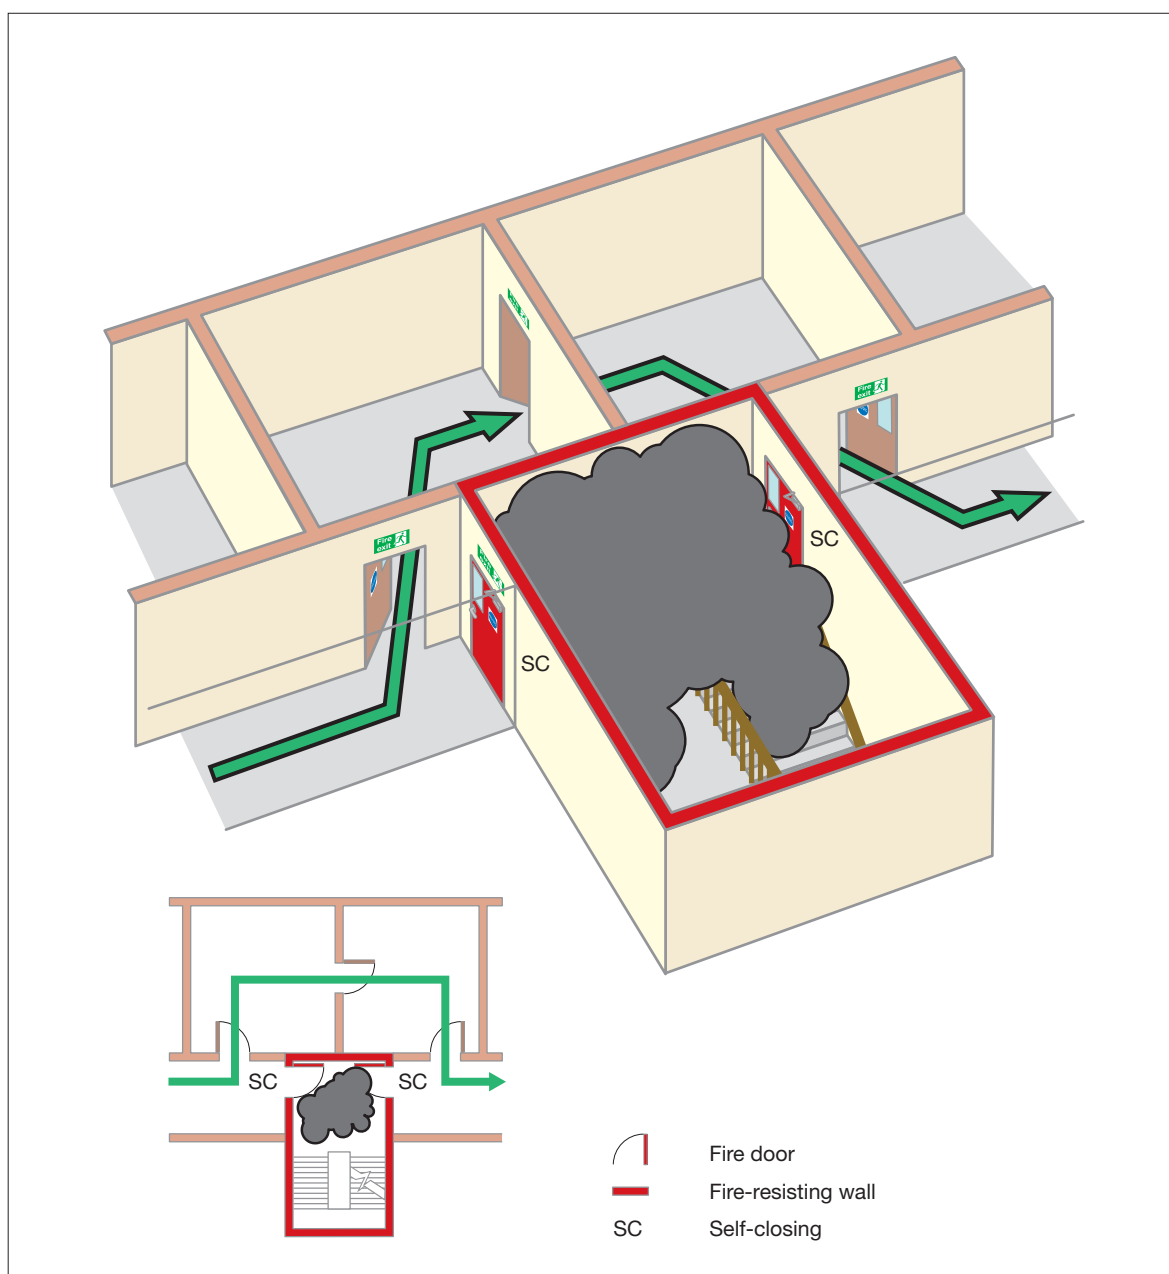 Fire
exit
SC
Fire
exit
SC
SC
SC
Fire door
Fire-resisting wall
SC
Self-closing